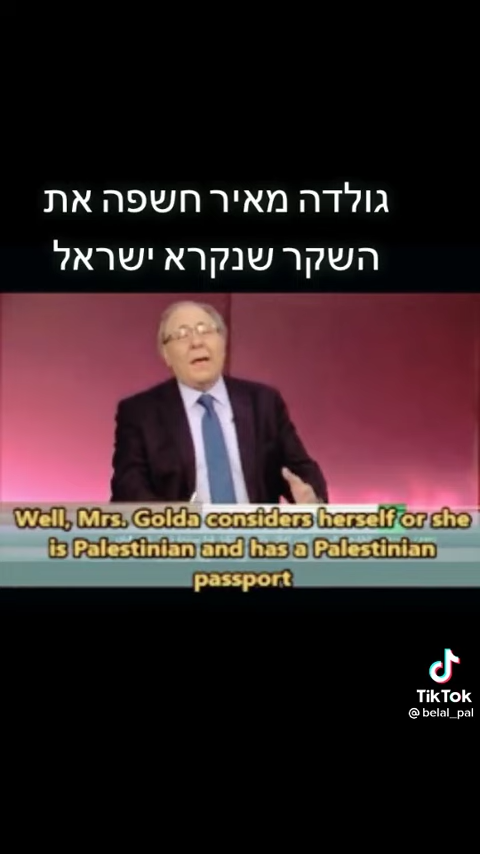 גולדה מאיר חשפה את
השקר שנקרא ישראל
Well, Mrs. Golda considers herself or she
is Palestinian and has a Palestinian
passport
TikTok
@belal_pal